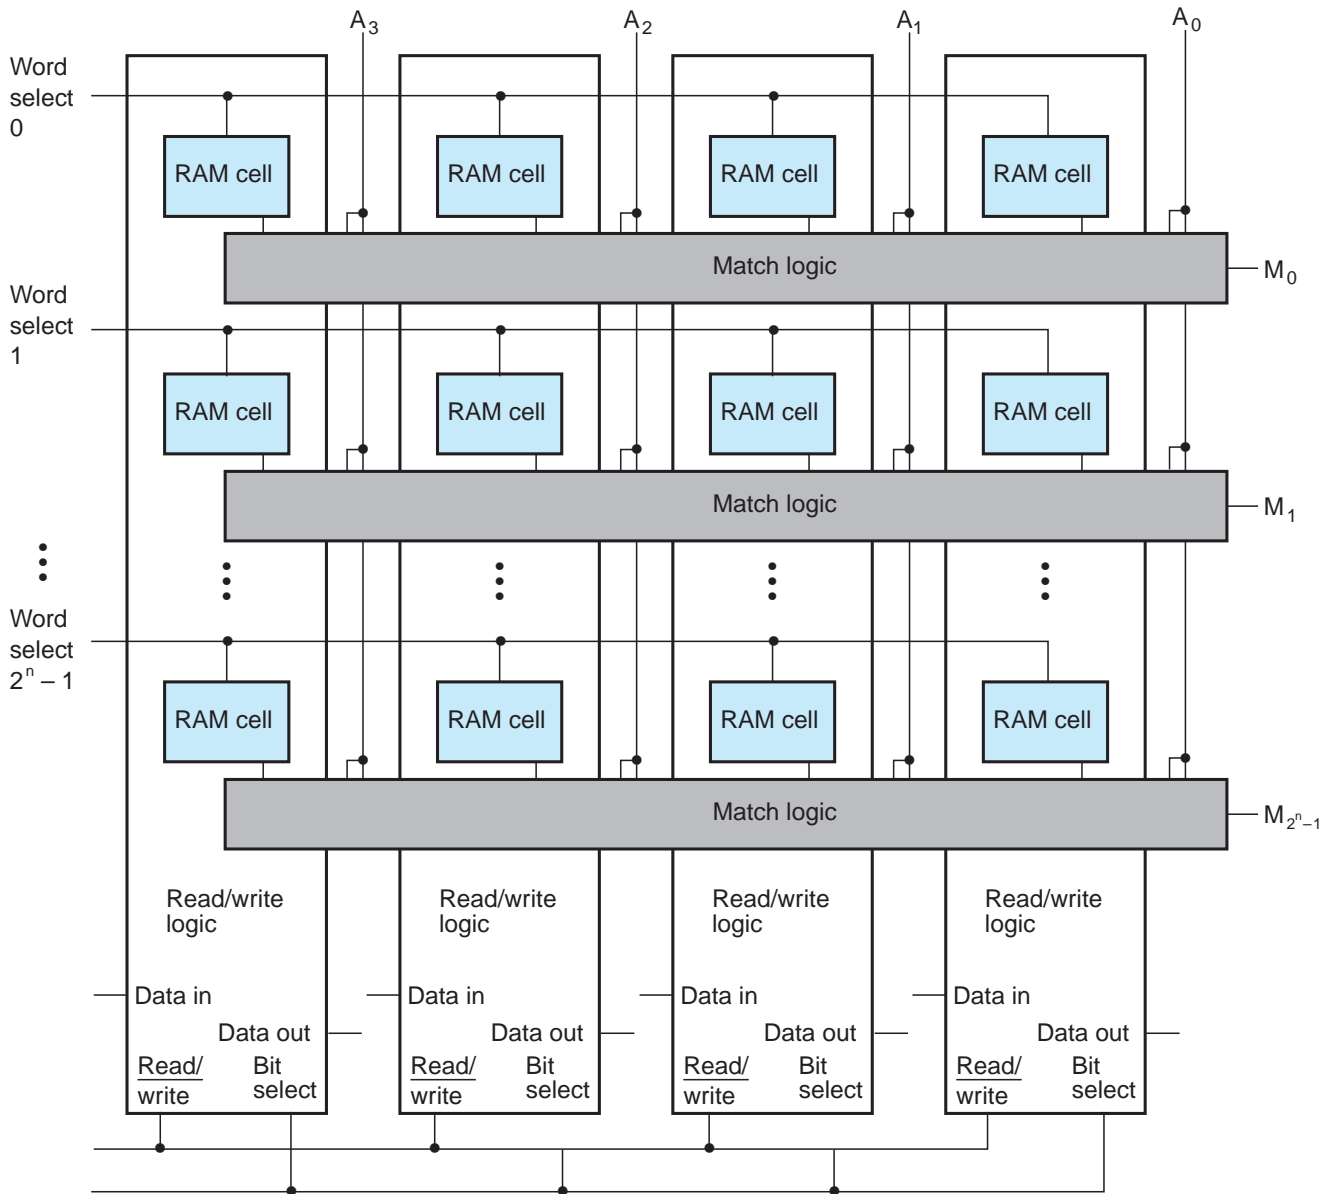 A3 A2 A1 A0
Word
select
0
RAM cell RAM cell RAM cell RAM cell
Match logic
M0
Word
select
1
RAM cell RAM cell RAM cell RAM cell
Match logic
M1
Word
select
2ⁿ – 1
RAM cell RAM cell RAM cell RAM cell
Match logic
M2ⁿ–1
Read/write Read/write Read/write Read/write
logic logic logic logic
Data in Data in Data in Data in
Data out Data out Data out Data out
Read/ Bit Read/ Bit Read/ Bit Read/ Bit
write select write select write select write select